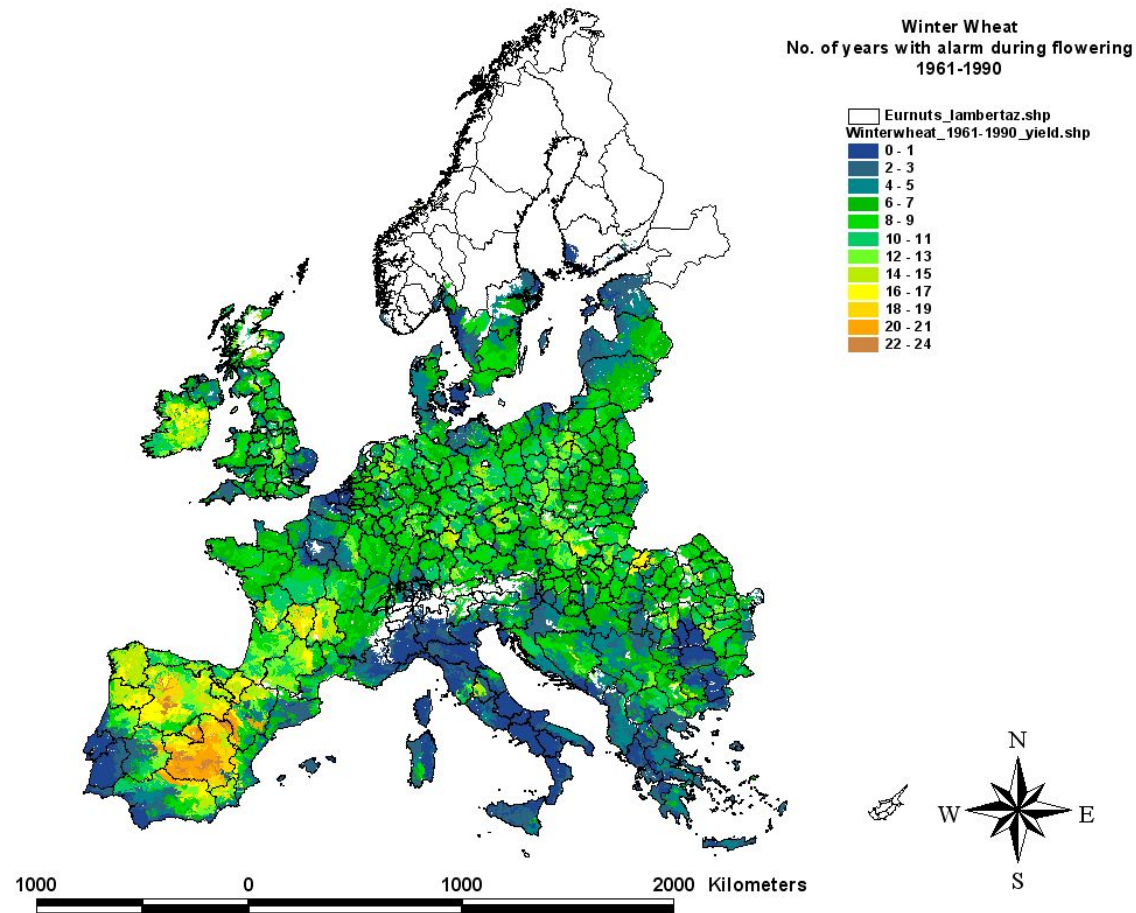 Winter Wheat
No. of years with alarm during flowering
1961-1990
Eurnuts_lambertaz.shp
Winterwheat_1961-1990_yield.shp
0 - 1
2 - 3
4 - 5
6 - 7
8 - 9
10 - 11
12 - 13
14 - 15
16 - 17
18 - 19
20 - 21
22 - 24
N
W E
S
1000 0 1000 2000 Kilometers